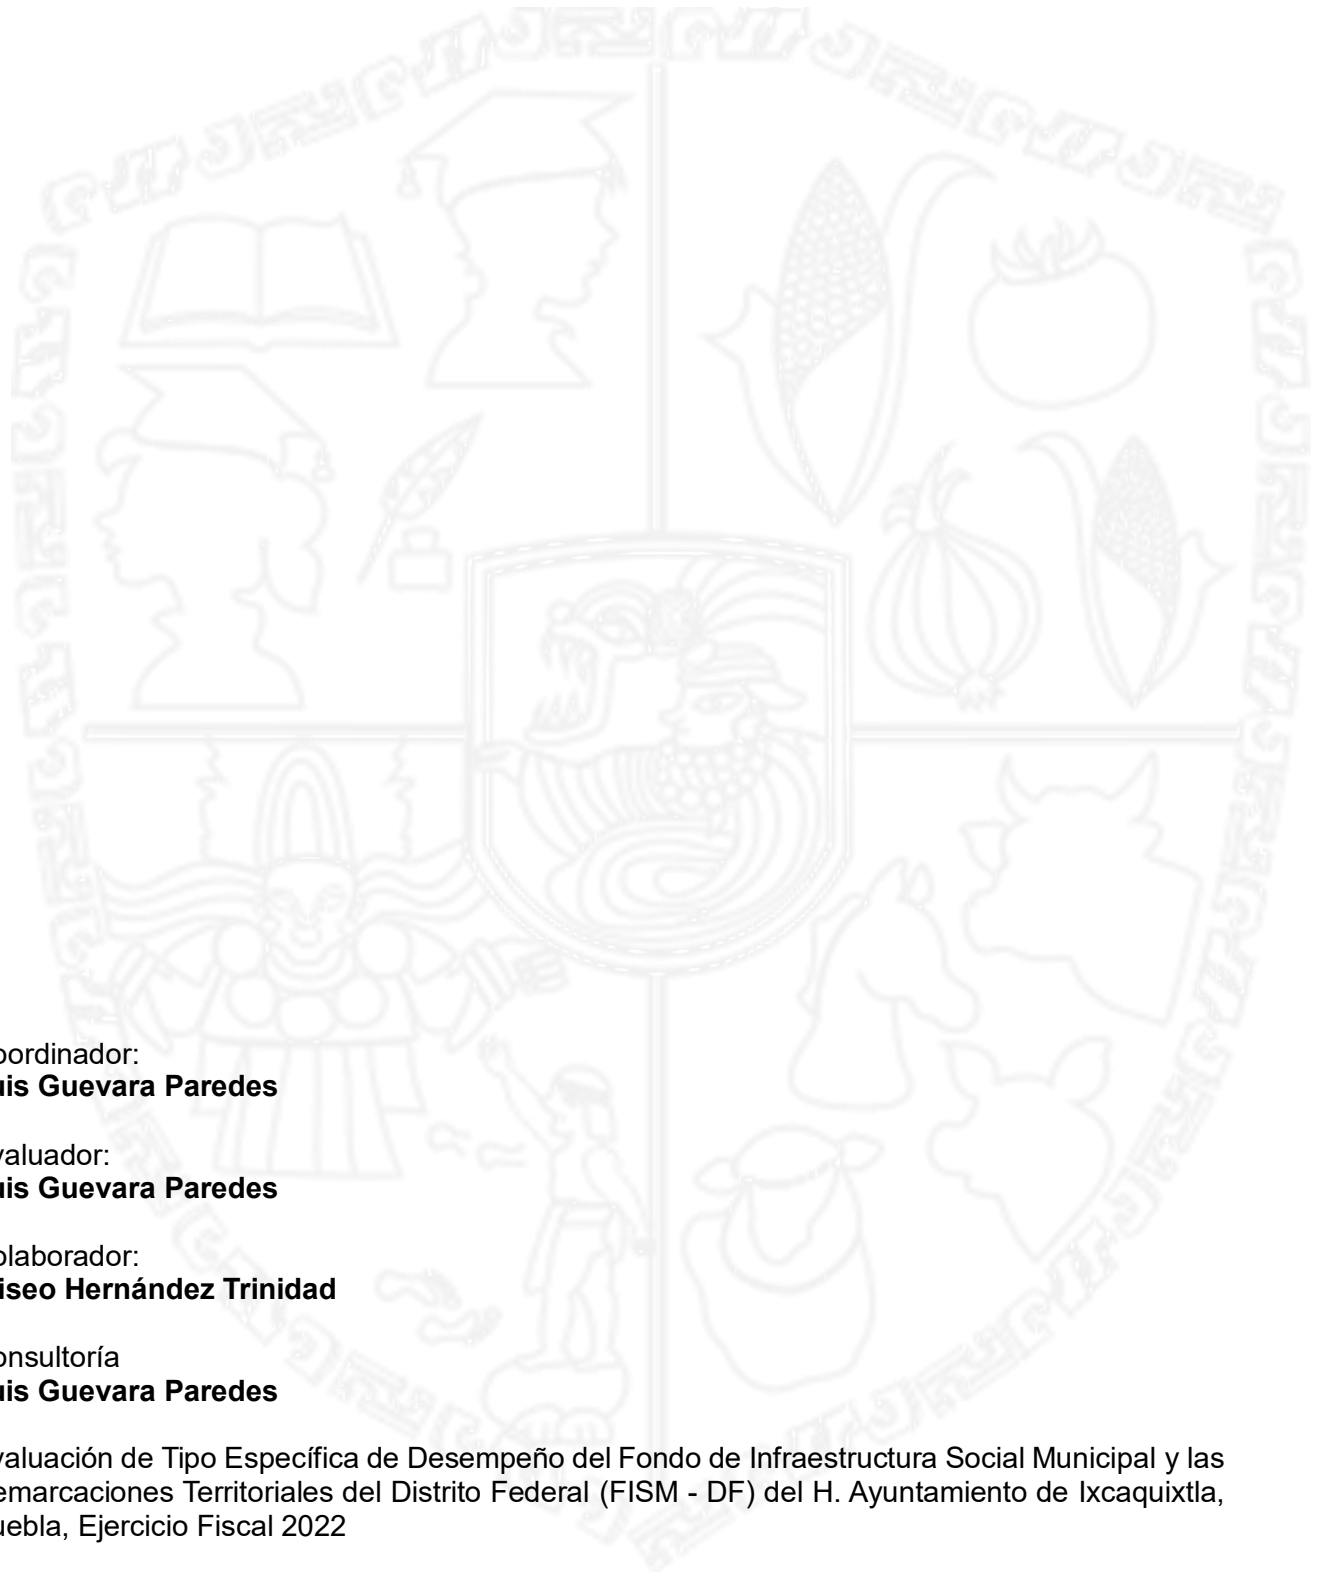 oordinador:
uis Guevara Paredes
valuador:
uis Guevara Paredes
olaborador:
iseo Hernández Trinidad
onsultoría
uis Guevara Paredes
valuación de Tipo Específica de Desempeño del Fondo de Infraestructura Social Municipal y las
emarcaciones Territoriales del Distrito Federal (FISM - DF) del H. Ayuntamiento de Ixcaquixtla,
uebla, Ejercicio Fiscal 2022